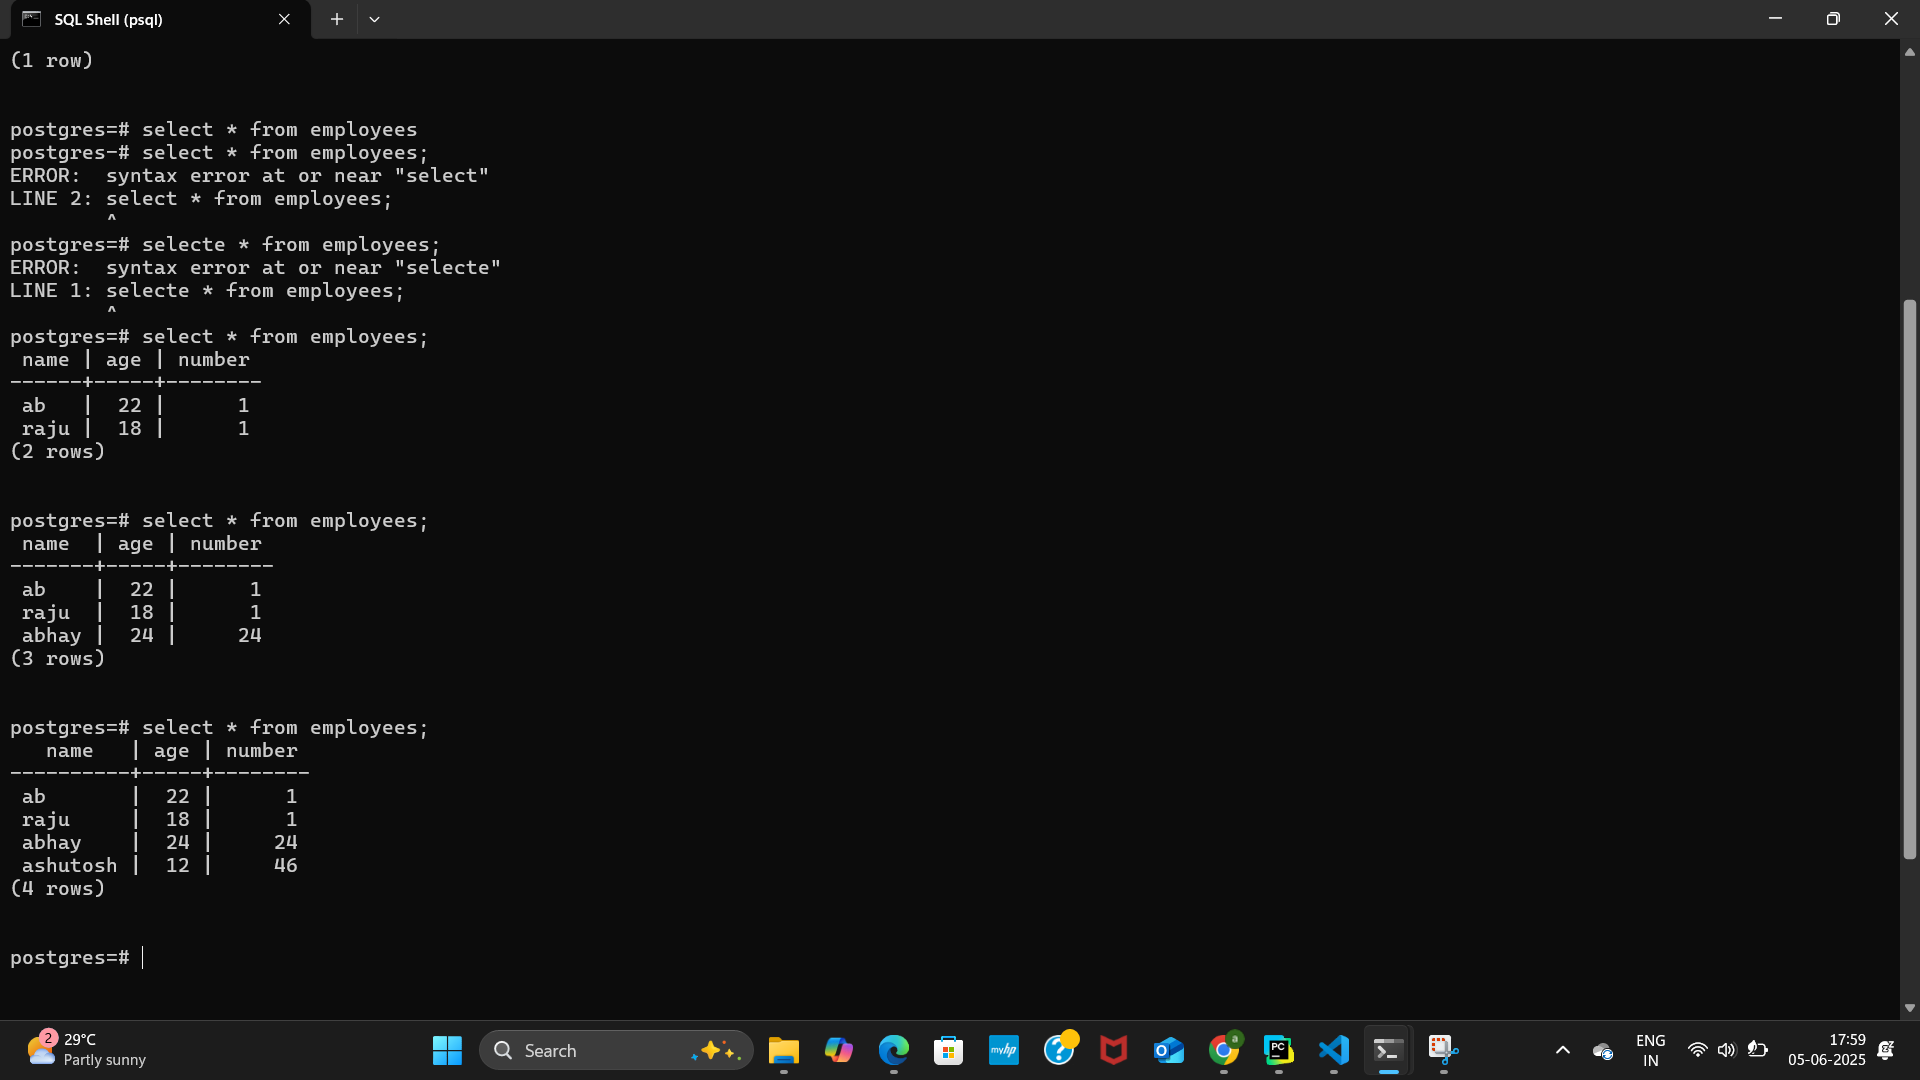 SQL Shell (psql)
(1 row)
postgres=# select * from employees
postgres-# select * from employees;
ERROR:  syntax error at or near "select"
LINE 2: select * from employees;
        ^
postgres=# selecte * from employees;
ERROR:  syntax error at or near "selecte"
LINE 1: selecte * from employees;
        ^
postgres=# select * from employees;
 name | age | number
------+-----+--------
 ab   |  22 |      1
 raju |  18 |      1
(2 rows)
postgres=# select * from employees;
 name  | age | number
-------+-----+--------
 ab    |  22 |      1
 raju  |  18 |      1
 abhay |  24 |     24
(3 rows)
postgres=# select * from employees;
   name   | age | number
----------+-----+--------
 ab       |  22 |      1
 raju     |  18 |      1
 abhay    |  24 |     24
 ashutosh |  12 |     46
(4 rows)
postgres=#
2
29°C
Partly sunny
Search
myhp
a
PC
ENG
IN
17:59
05-06-2025